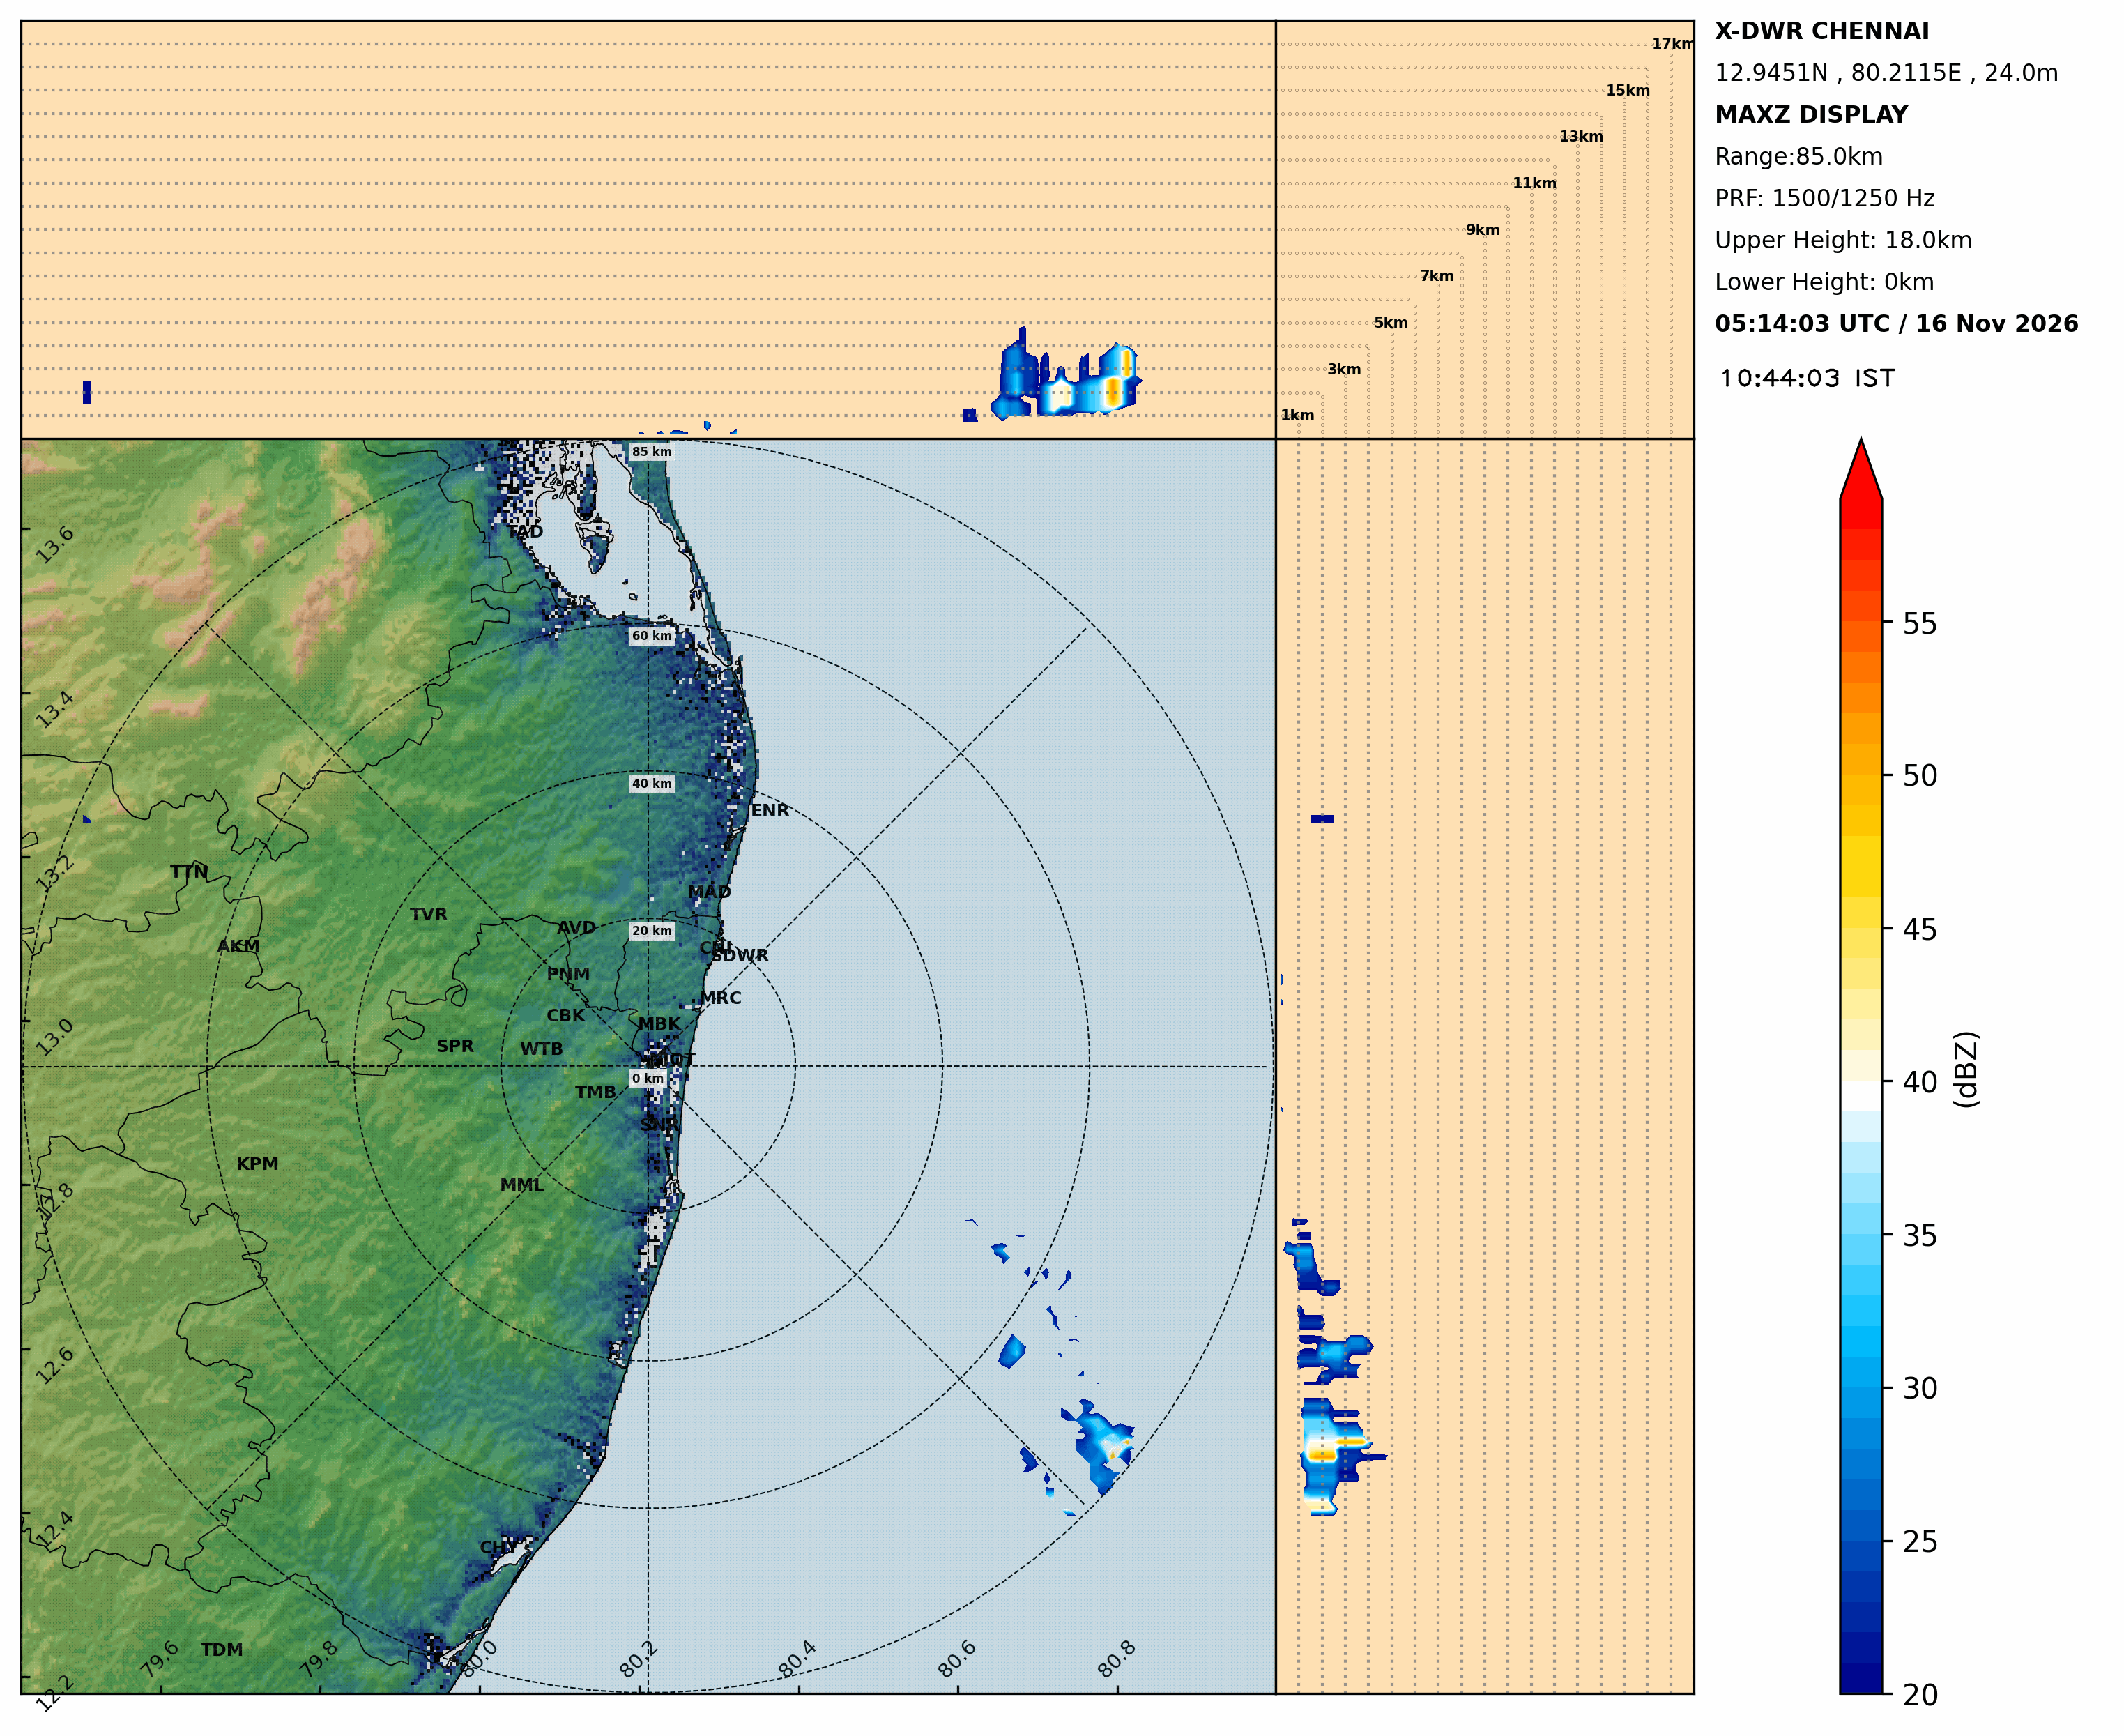 X-DWR CHENNAI
12.9451N , 80.2115E , 24.0m
MAXZ DISPLAY
Range:85.0km
PRF: 1500/1250 Hz
Upper Height: 18.0km
Lower Height: 0km
05:14:03 UTC / 16 Nov 2026
10:44:03 IST
17km
15km
13km
11km
9km
7km
5km
3km
1km
85 km
TAD
13.6
60 km
13.4
40 km
ENR
13.2
TTN
MAD
TVR
AVD
20 km
AKM
SDWR
PNM
MRC
CBK
MBK
13.0
SPR
WTB
0 km
TMB
SNR
KPM
MML
12.8
12.6
12.4
CHY
TDM
12.2
79.6
79.8
80.0
80.2
80.4
80.6
80.8
55
50
45
40
35
30
25
20
(dBZ)